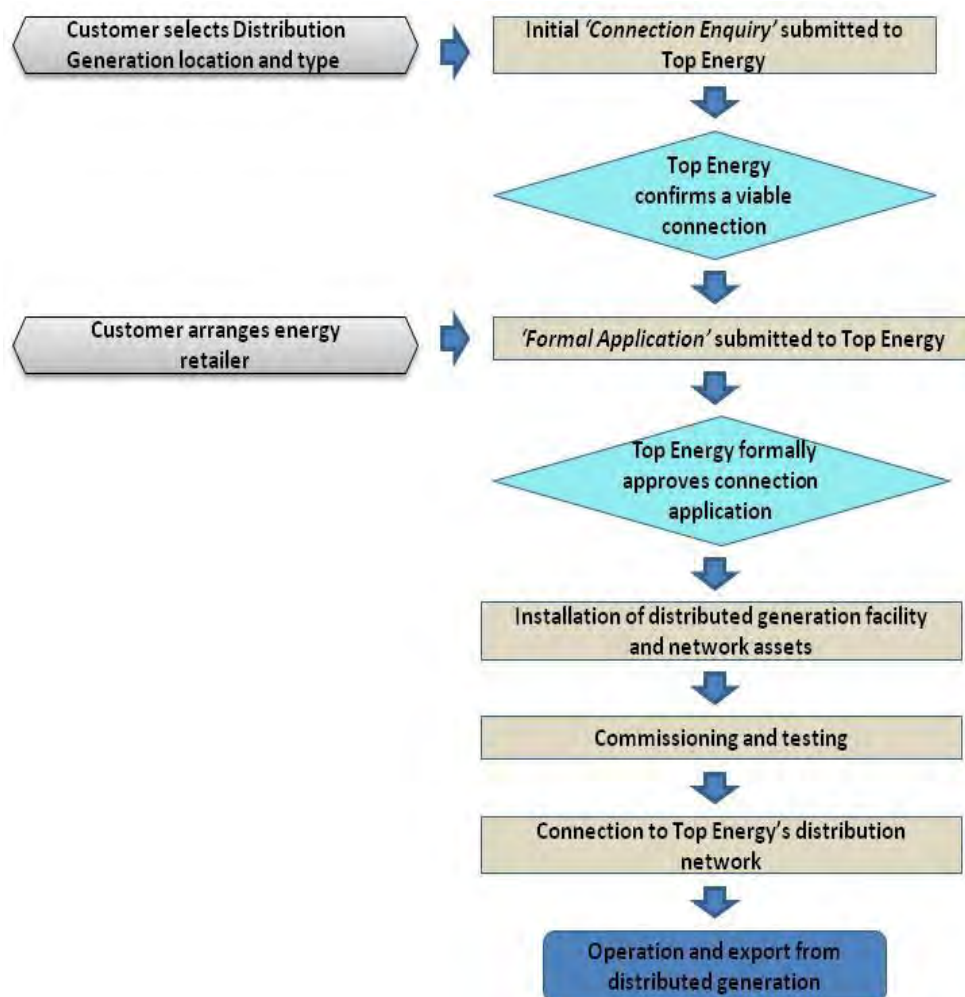 Customer selects Distribution
Generation location and type
Initial ‘Connection Enquiry’ submitted to
Top Energy
Top Energy
confirms a viable
connection
Customer arranges energy
retailer
‘Formal Application’ submitted to Top Energy
Top Energy formally
approves connection
application
Installation of distributed generation facility
and network assets
Commissioning and testing
Connection to Top Energy’s distribution
network
Operation and export from
distributed generation